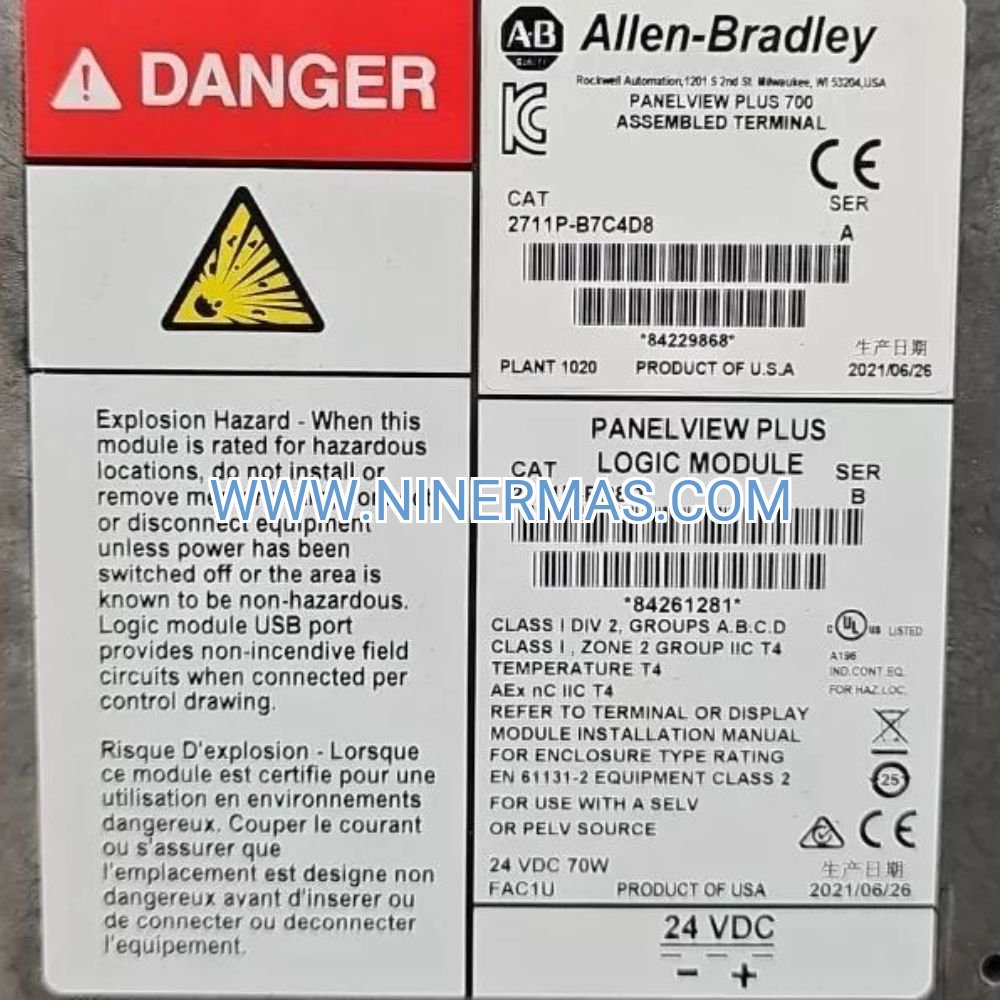 DANGER
Explosion Hazard - When this
module is rated for hazardous
locations, do not install or
remove
or disconnect equipment
unless power has been
switched off or the area is
known to be non-hazardous.
Logic module USB port
provides non-incendive field
circuits when connected per
control drawing.
Risque D'explosion - Lorsque
ce module est certifie pour une
utilisation en environnements
dangereux. Couper le courant
ou s'assurer que
l'emplacement est designe non
dangereux avant d'inserer ou
de connecter ou deconnecter
l'equipement.
A-B
QUALITY
Allen-Bradley
Rockwell Automation, 1201 S 2nd St. Milwaukee, WI 53204, USA
PANELVIEW PLUS 700
ASSEMBLED TERMINAL
CE
CAT
SER
2711P-B7C4D8
A
*84229868*
生产日期
PLANT 1020 PRODUCT OF U.S.A
2021/06/26
PANELVIEW PLUS
LOGIC MODULE
CAT
SER
B
WWW.NINERMAS.COM
*84261281*
CLASS I DIV 2, GROUPS A.B.C.D
CLASS I , ZONE 2 GROUP IIC T4
TEMPERATURE T4
AEx nC IIC T4
REFER TO TERMINAL OR DISPLAY
MODULE INSTALLATION MANUAL
FOR ENCLOSURE TYPE RATING
EN 61131-2 EQUIPMENT CLASS 2
FOR USE WITH A SELV
OR PELV SOURCE
C UL US LISTED
A196
IND.CONT.EQ.
FOR HAZ.LOC.
25
CE
24 VDC 70W
生产日期
FAC1U PRODUCT OF USA
2021/06/26
24 VDC
- +